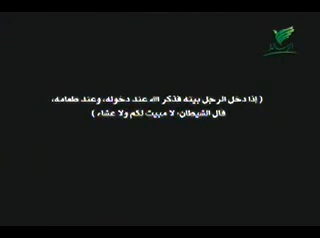 ( إذا دخل الرجل بيته فذكر الله عند دخوله، وعند طعامه،
قال الشيطان: لا مبيت لكم ولا عشاء )